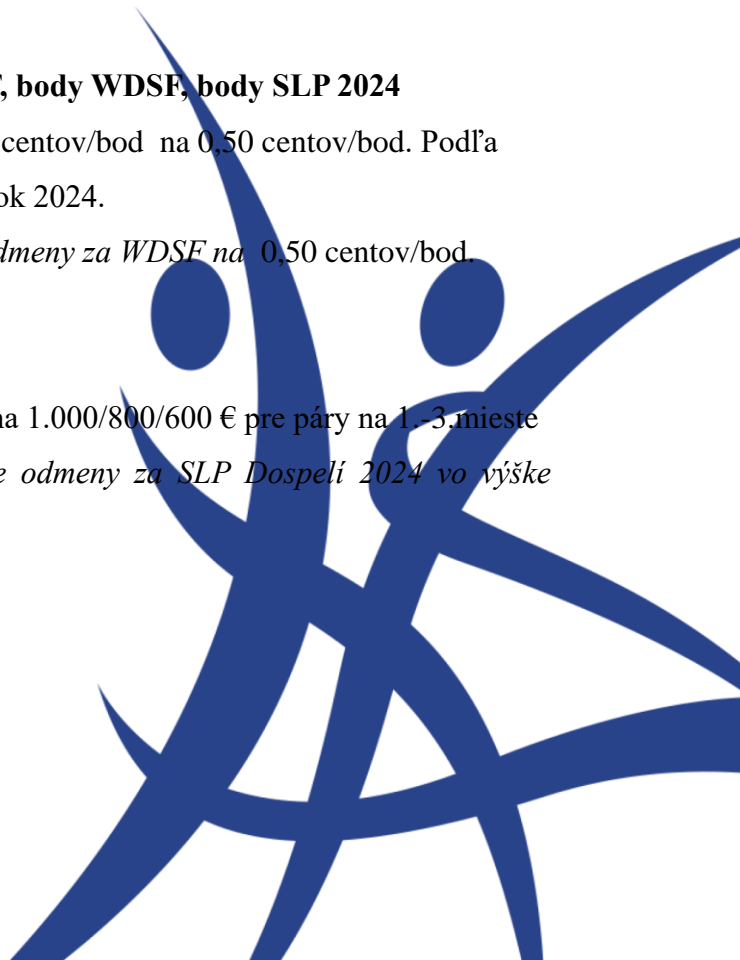 , body WDSF, body SLP 2024
centov/bod na 0,50 centov/bod. Podľa
ok 2024.
dmeny za WDSF na 0,50 centov/bod.
na 1.000/800/600 € pre páry na 1.-3.mieste
e odmeny za SLP Dospelí 2024 vo výške